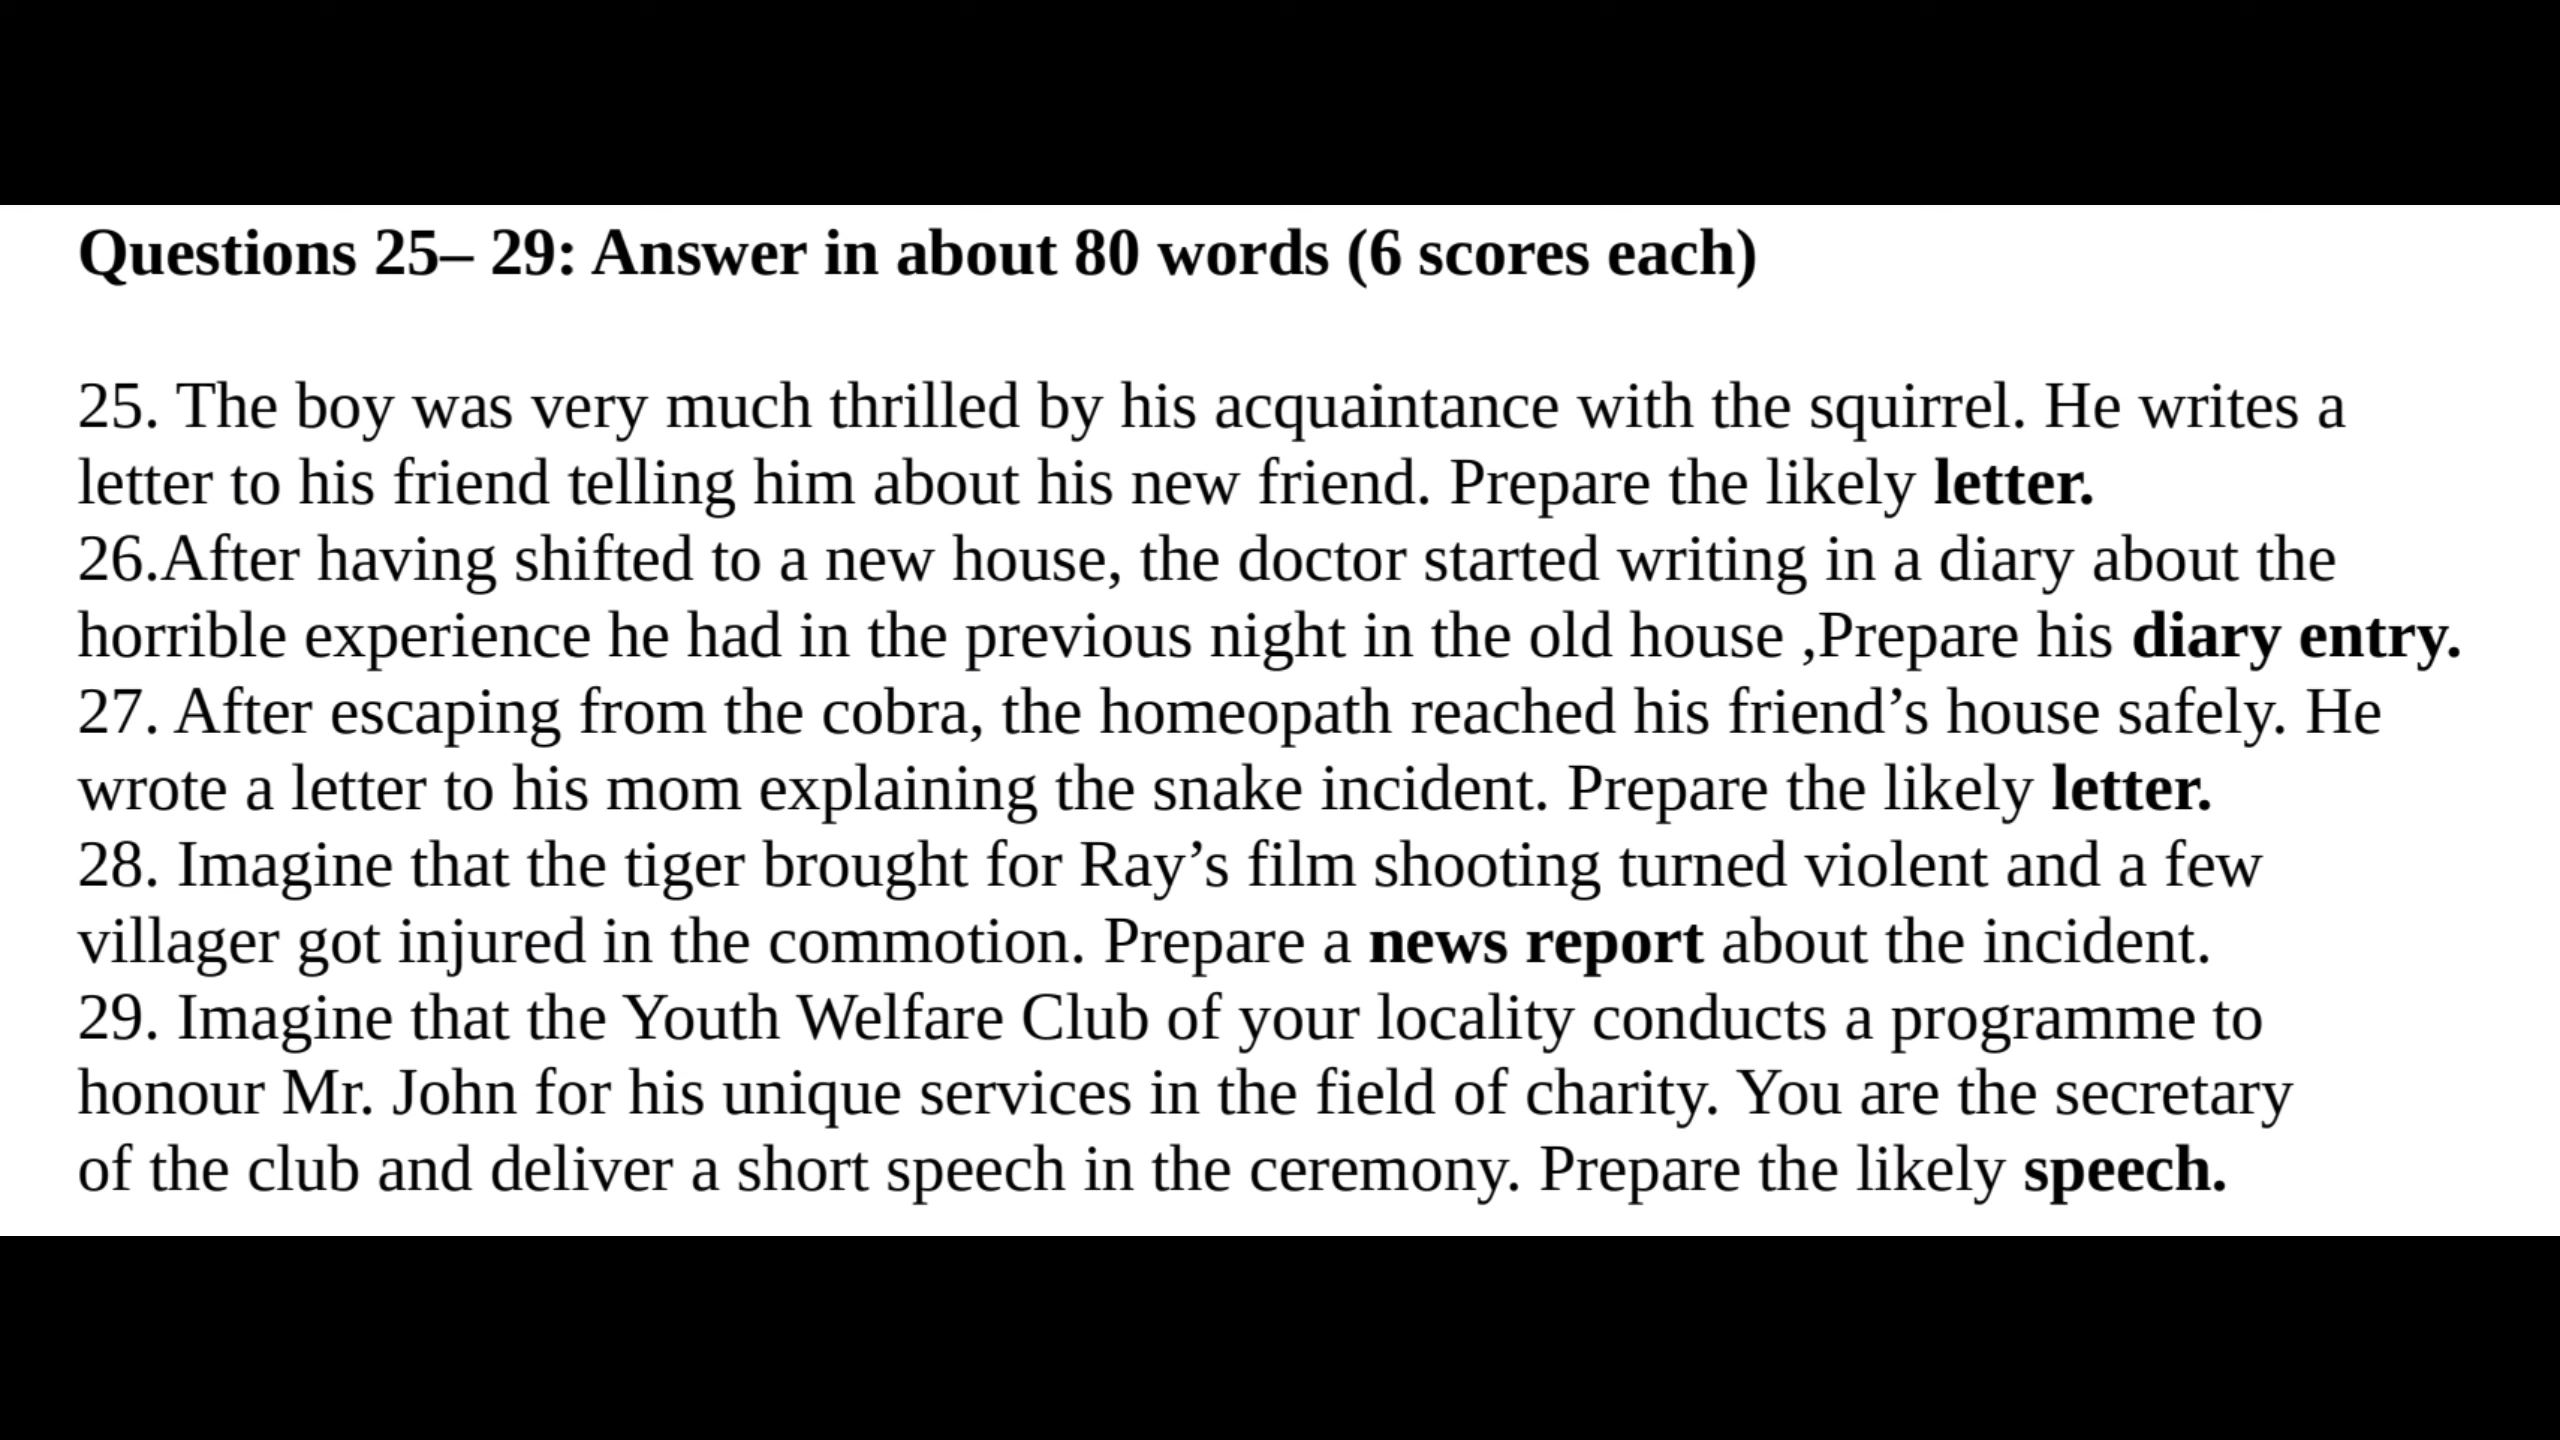 Questions 25– 29: Answer in about 80 words (6 scores each)
25. The boy was very much thrilled by his acquaintance with the squirrel. He writes a
letter to his friend telling him about his new friend. Prepare the likely letter.
26.After having shifted to a new house, the doctor started writing in a diary about the
horrible experience he had in the previous night in the old house ,Prepare his diary entry.
27. After escaping from the cobra, the homeopath reached his friend’s house safely. He
wrote a letter to his mom explaining the snake incident. Prepare the likely letter.
28. Imagine that the tiger brought for Ray’s film shooting turned violent and a few
villager got injured in the commotion. Prepare a news report about the incident.
29. Imagine that the Youth Welfare Club of your locality conducts a programme to
honour Mr. John for his unique services in the field of charity. You are the secretary
of the club and deliver a short speech in the ceremony. Prepare the likely speech.